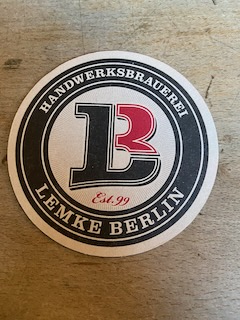 HANDWERKSBRAUEREI
LB
Est. 99
LEMKE BERLIN